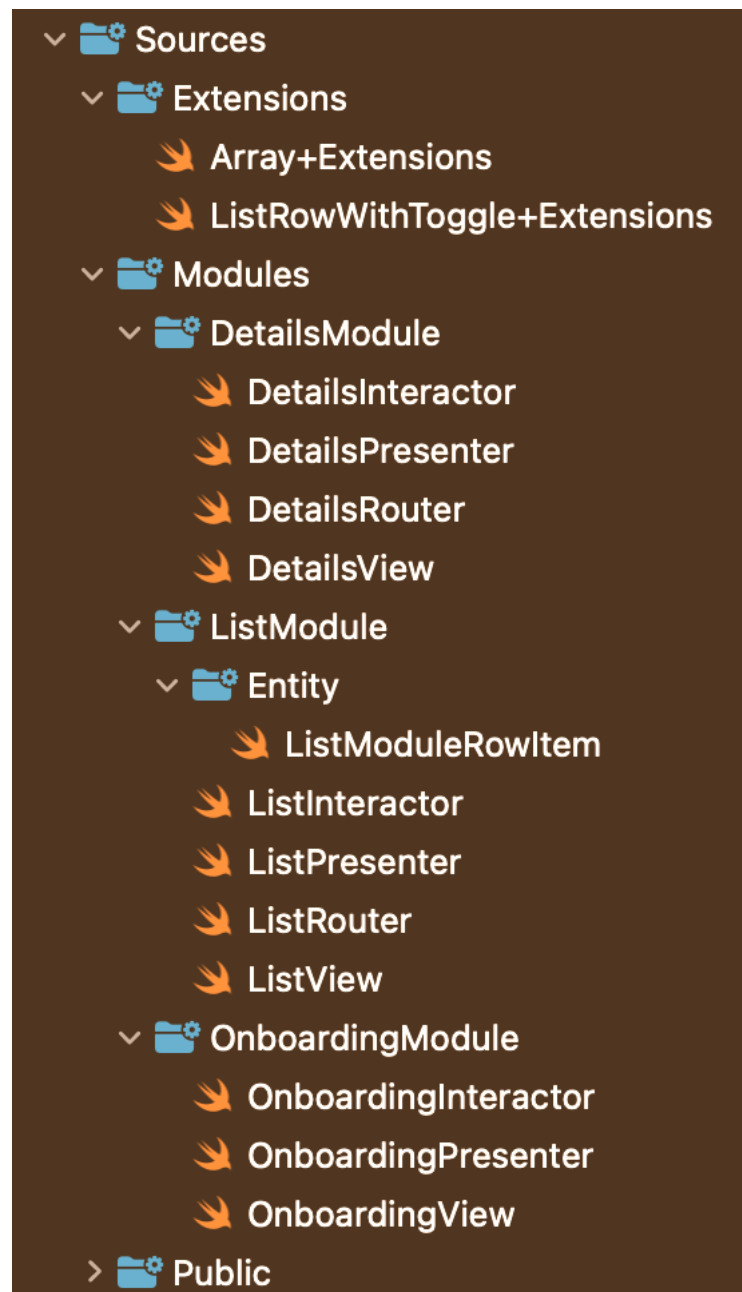 Sources
Extensions
Array+Extensions
ListRowWithToggle+Extensions
Modules
DetailsModule
DetailsInteractor
DetailsPresenter
DetailsRouter
DetailsView
ListModule
Entity
ListModuleRowItem
ListInteractor
ListPresenter
ListRouter
ListView
OnboardingModule
OnboardingInteractor
OnboardingPresenter
OnboardingView
Public